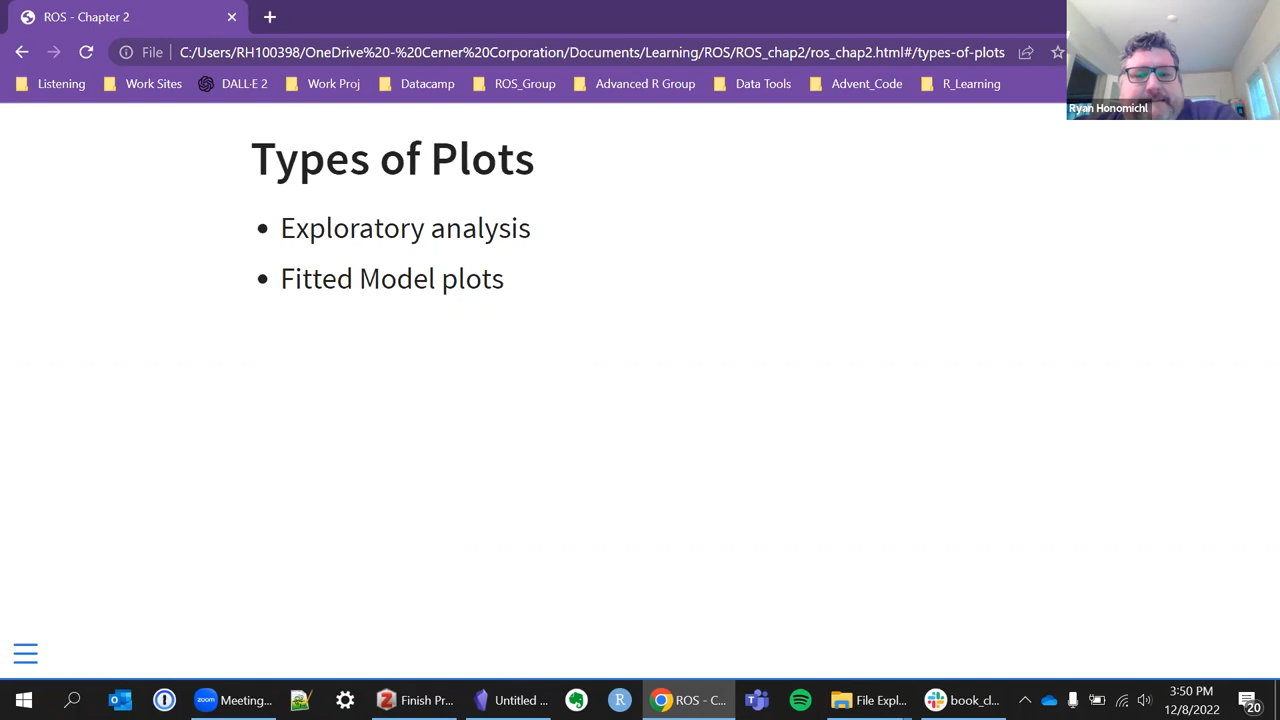 ROS - Chapter 2
File
C:/Users/RH100398/OneDrive%20-%20Cerner%20Corporation/Documents/Learning/ROS/ROS_chap2/ros_chap2.html#/types-of-plots
Listening
Work Sites
DALL·E 2
Work Proj
Datacamp
ROS_Group
Advanced R Group
Data Tools
Advent_Code
R_Learning
Ryan Honomichl
Types of Plots
• Exploratory analysis
• Fitted Model plots
zoom
Meeting...
Finish Pr...
Untitled ...
R
ROS - C...
File Expl...
book_cl...
3:50 PM
12/8/2022
20